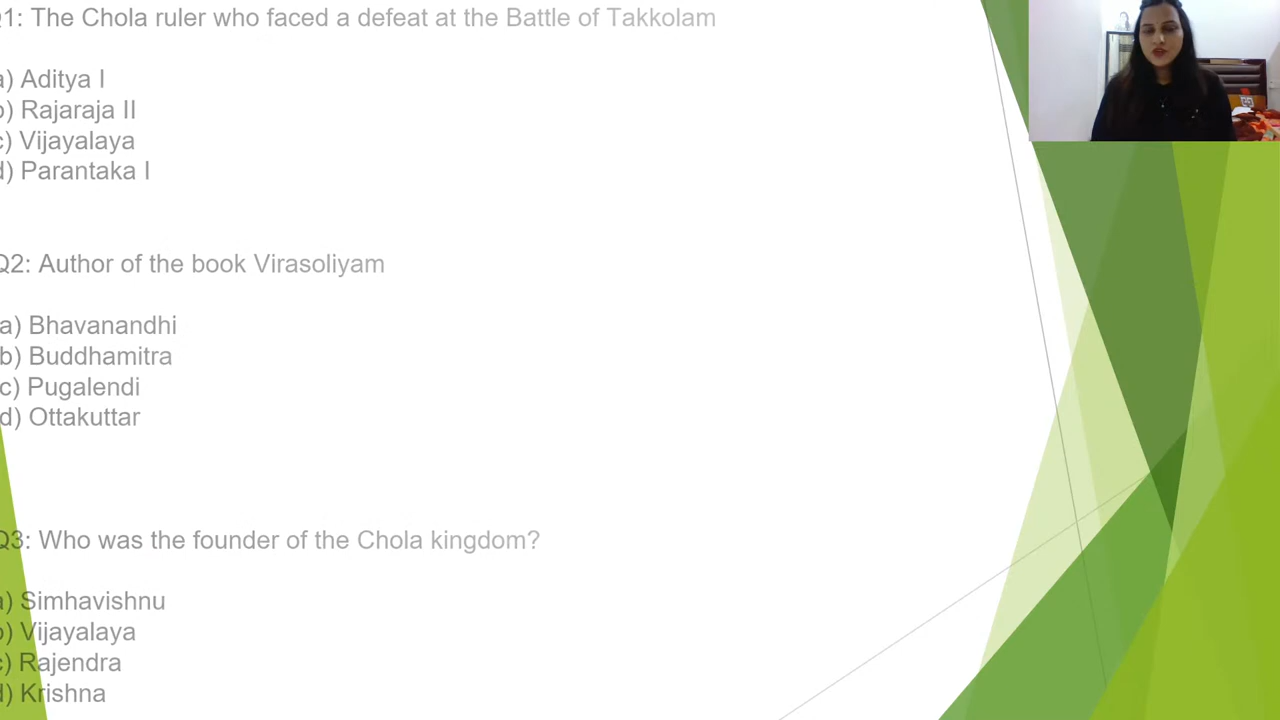 Q1: The Chola ruler who faced a defeat at the Battle of Takkolam
a) Aditya I
b) Rajaraja II
c) Vijayalaya
d) Parantaka I
Q2: Author of the book Virasoliyam
a) Bhavanandhi
b) Buddhamitra
c) Pugalendi
d) Ottakuttar
Q3: Who was the founder of the Chola kingdom?
a) Simhavishnu
b) Vijayalaya
c) Rajendra
d) Krishna